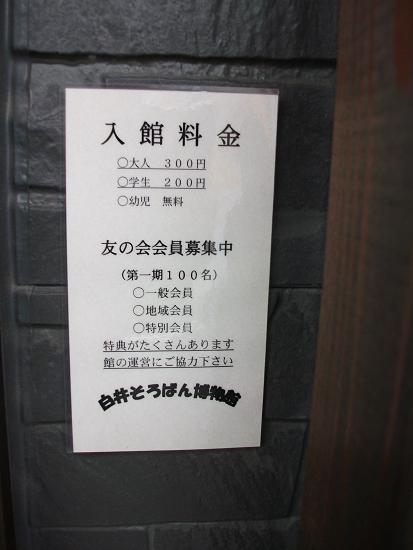 入館料金
○大人 300円
○学生 200円
○幼児 無料
友の会会員募集中
(第一期100名)
○一般会員
○地域会員
○特別会員
特典がたくさんあります
館の運営にご協力下さい
白井そろばん博物館